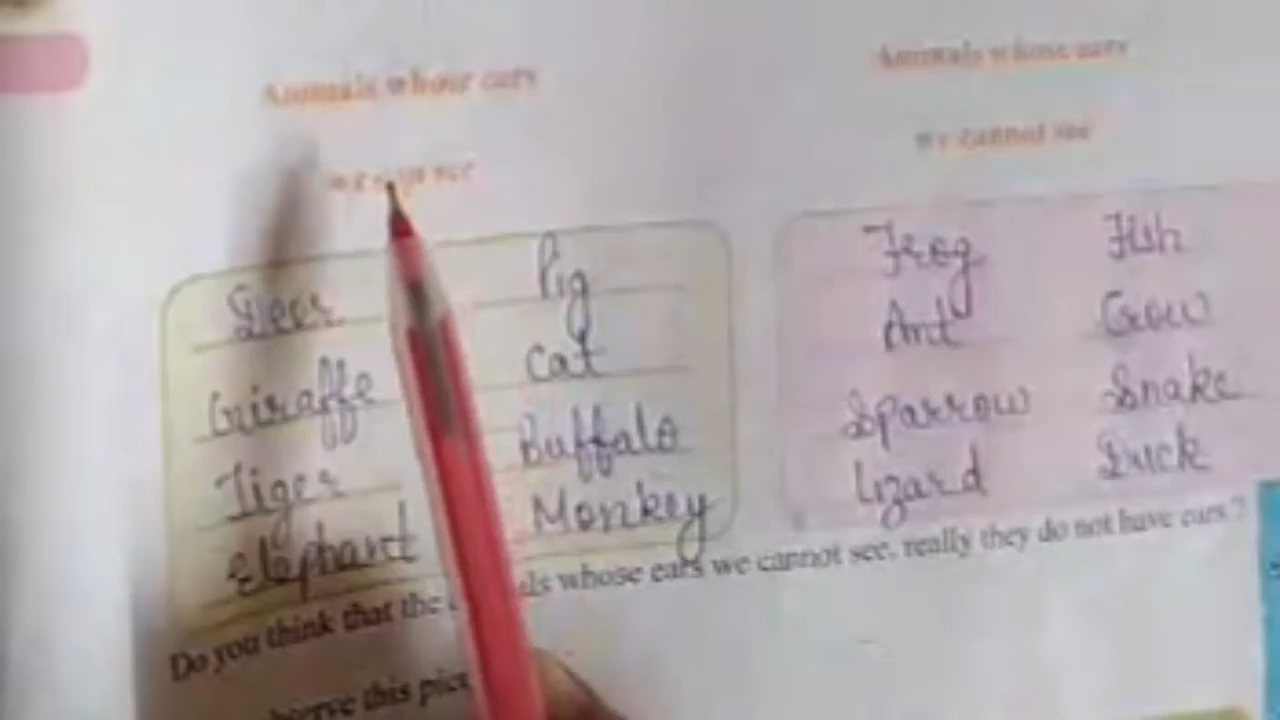 Animals whose ears
we can see
Deer Pig
Giraffe Cat
Tiger Buffalo
Elephant Monkey
Animals whose ears
we cannot see
Frog Fish
Ant Crow
Sparrow Snake
Lizard Duck
Do you think that the ls whose ears we cannot see, really they do not have ears?
this